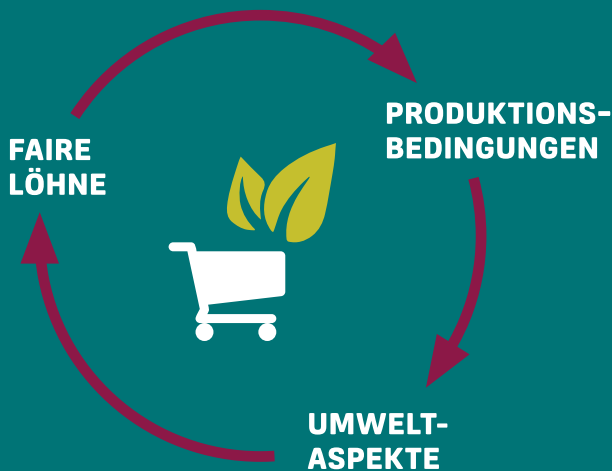 FAIRE
LÖHNE
PRODUKTIONS-
BEDINGUNGEN
UMWELT-
ASPEKTE